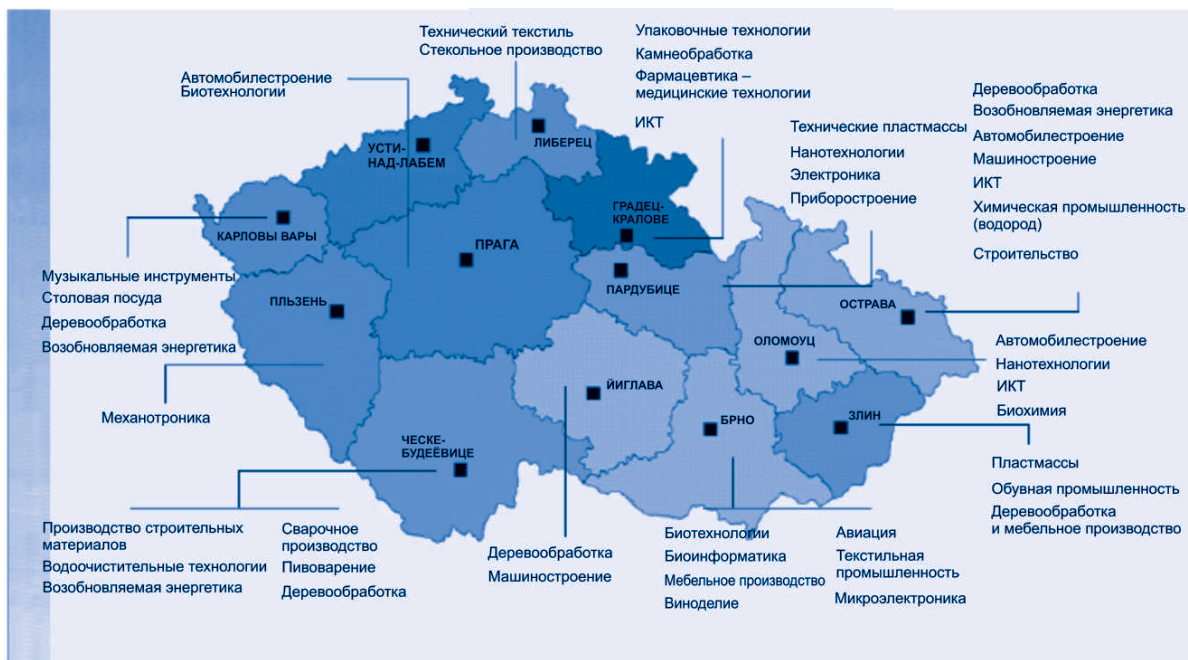 Технический текстиль
Стекольное производство
Упаковочные технологии
Камнеобработка
Фармацевтика –
медицинские технологии
ИКТ
Автомобилестроение
Биотехнологии
Деревообработка
Возобновляемая энергетика
Автомобилестроение
Машиностроение
ИКТ
Химическая промышленность
(водород)
Строительство
Технические пластмассы
Нанотехнологии
Электроника
Приборостроение
УСТИ-
НАД-ЛАБЕМ
ЛИБЕРЕЦ
ГРАДЕЦ-
КРАЛОВЕ
КАРЛОВЫ ВАРЫ
ПРАГА
ПАРДУБИЦЕ
ПЛЬЗЕНЬ
ОСТРАВА
ОЛОМОУЦ
ЙИГЛАВА
БРНО
ЗЛИН
ЧЕСКЕ-
БУДЕЁВИЦЕ
Музыкальные инструменты
Столовая посуда
Деревообработка
Возобновляемая энергетика
Механотроника
Автомобилестроение
Нанотехнологии
ИКТ
Биохимия
Пластмассы
Обувная промышленность
Деревообработка
и мебельное производство
Производство строительных
материалов
Водоочистительные технологии
Возобновляемая энергетика
Сварочное
производство
Пивоварение
Деревообработка
Деревообработка
Машиностроение
Биотехнологии
Биоинформатика
Мебельное производство
Виноделие
Авиация
Текстильная
промышленность
Микроэлектроника